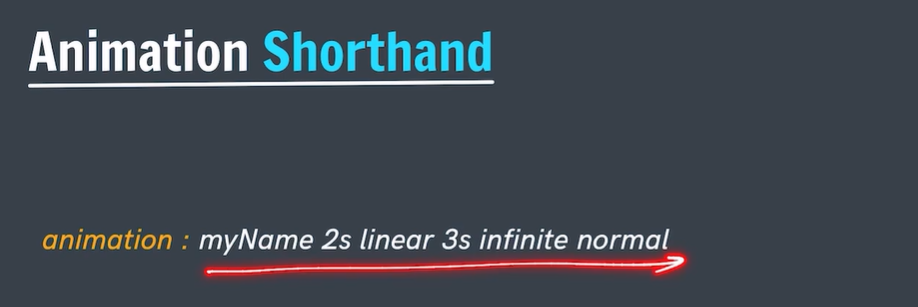 Animation Shorthand
animation : myName 2s linear 3s infinite normal